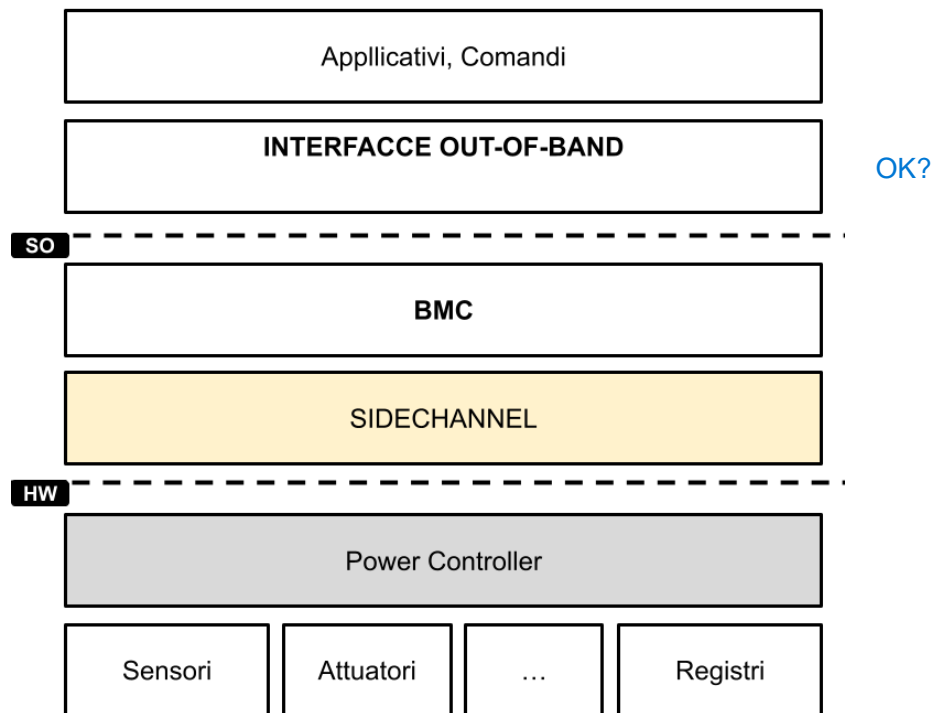 Appllicativi, Comandi
INTERFACCE OUT-OF-BAND
OK?
SO
BMC
SIDECHANNEL
HW
Power Controller
Sensori
Attuatori
…
Registri